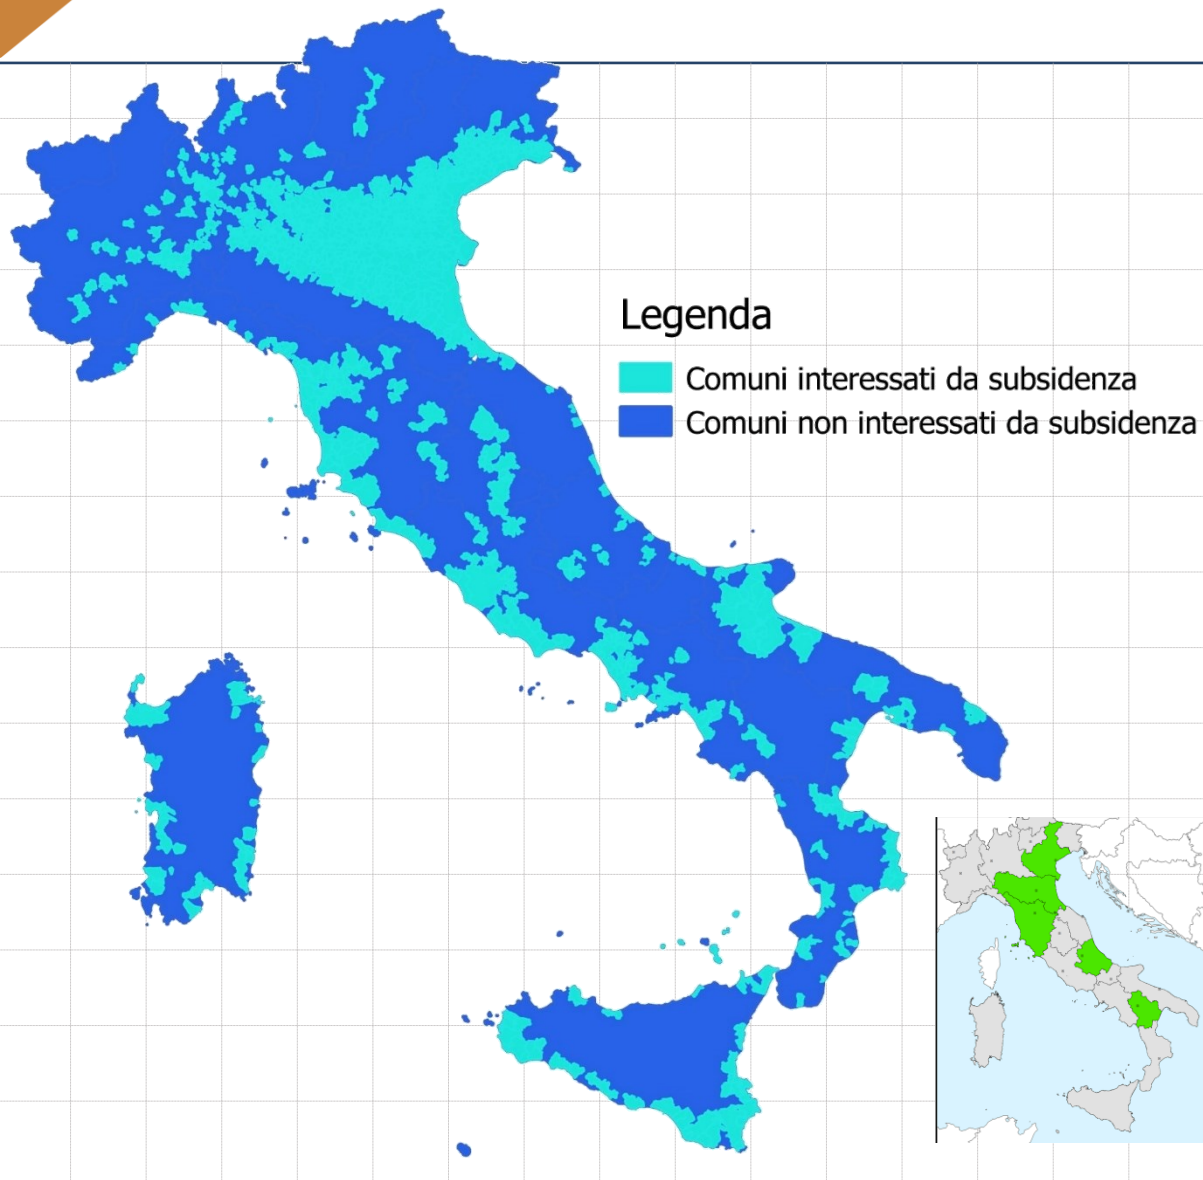 Legenda
Comuni interessati da subsidenza
Comuni non interessati da subsidenza